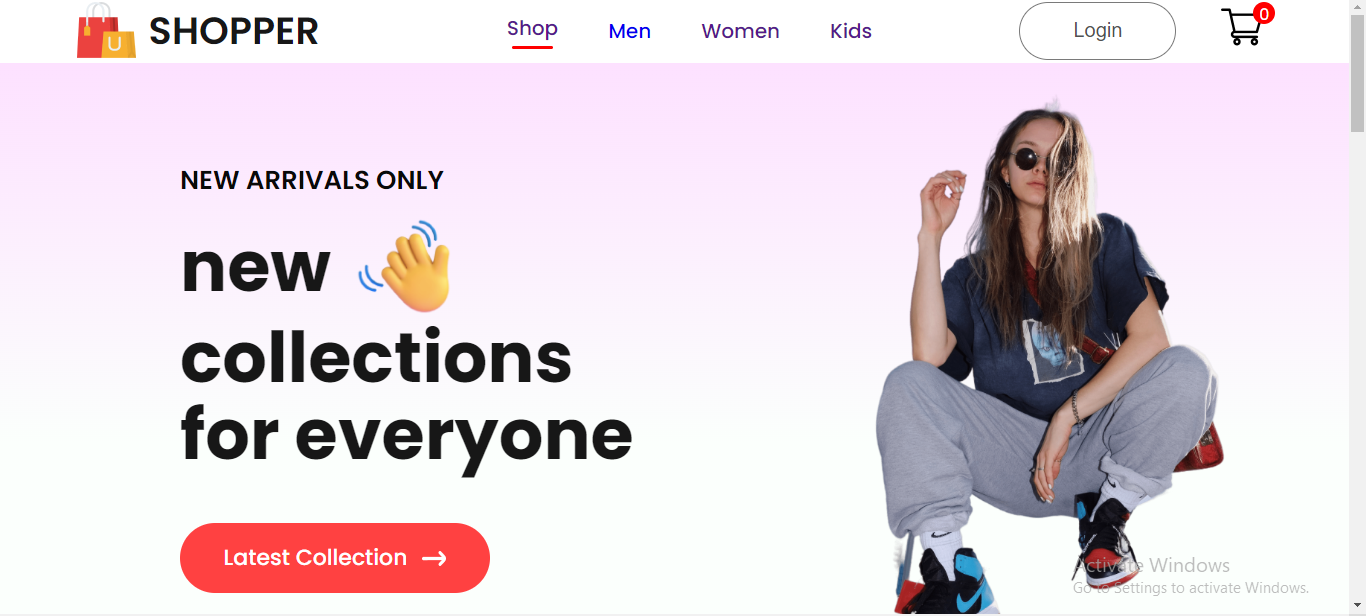 SHOPPER
Shop
Men
Women
Kids
Login
0
NEW ARRIVALS ONLY
new
collections
for everyone
Latest Collection
Activate Windows
Go to Settings to activate Windows.